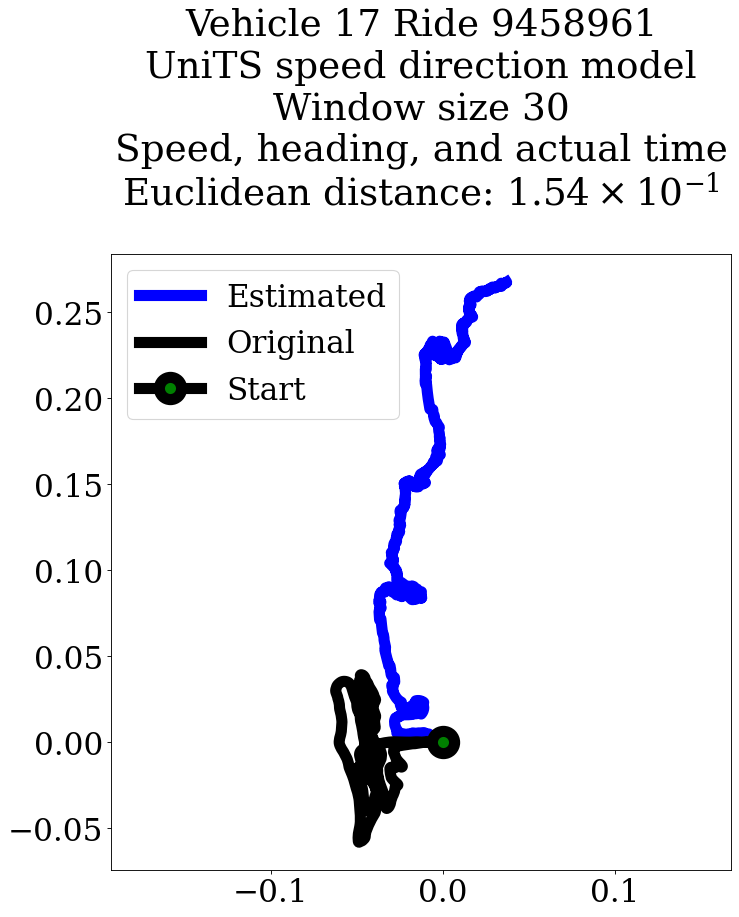 Vehicle 17 Ride 9458961
UniTS speed direction model
Window size 30
Speed, heading, and actual time
Euclidean distance: 1.54 × 10⁻¹
Estimated
Original
Start
0.25
0.20
0.15
0.10
0.05
0.00
−0.05
−0.1 0.0 0.1